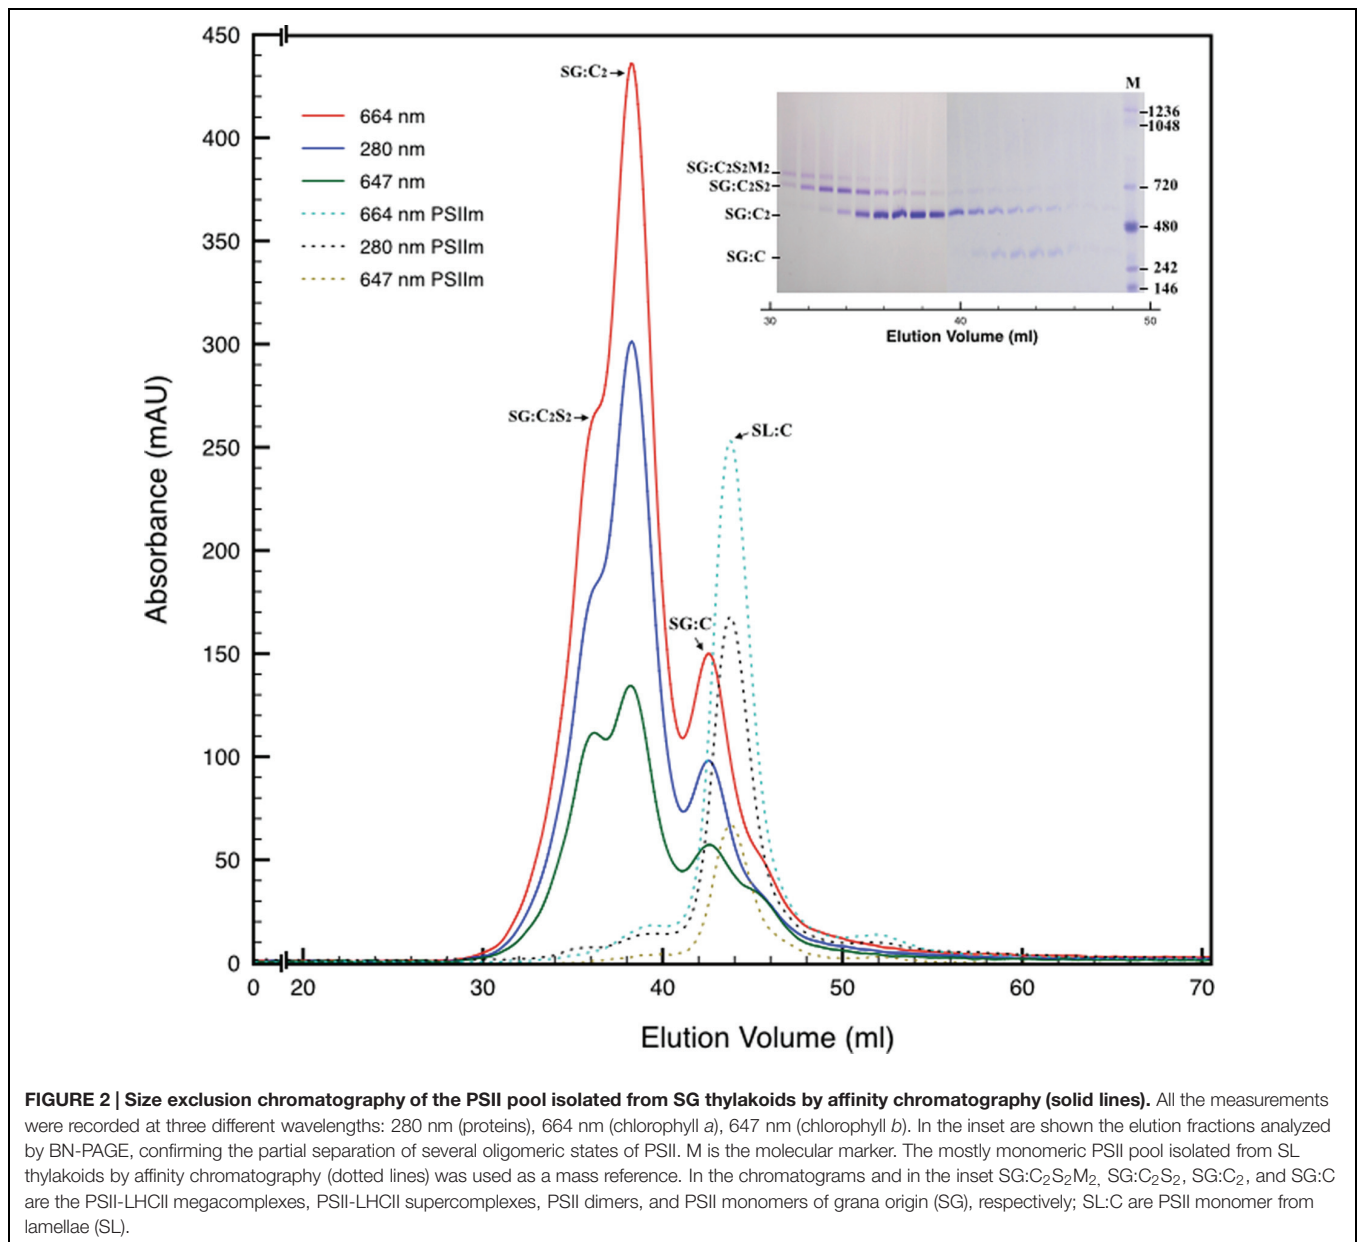 450
400
350
300
250
200
150
100
50
0
Absorbance (mAU)
0 20 30 40 50 60 70
Elution Volume (ml)
664 nm
280 nm
647 nm
664 nm PSIIm
280 nm PSIIm
647 nm PSIIm
SG:C₂
SG:C₂S₂
SG:C
SL:C
M
1236
1048
720
480
242
146
SG:C₂S₂M₂
SG:C₂S₂
SG:C₂
SG:C
30 40 50
Elution Volume (ml)
FIGURE 2 | Size exclusion chromatography of the PSII pool isolated from SG thylakoids by affinity chromatography (solid lines). All the measurements
were recorded at three different wavelengths: 280 nm (proteins), 664 nm (chlorophyll a), 647 nm (chlorophyll b). In the inset are shown the elution fractions analyzed
by BN-PAGE, confirming the partial separation of several oligomeric states of PSII. M is the molecular marker. The mostly monomeric PSII pool isolated from SL
thylakoids by affinity chromatography (dotted lines) was used as a mass reference. In the chromatograms and in the inset SG:C₂S₂M₂, SG:C₂S₂, SG:C₂, and SG:C
are the PSII-LHCII megacomplexes, PSII-LHCII supercomplexes, PSII dimers, and PSII monomers of grana origin (SG), respectively; SL:C are PSII monomer from
lamellae (SL).